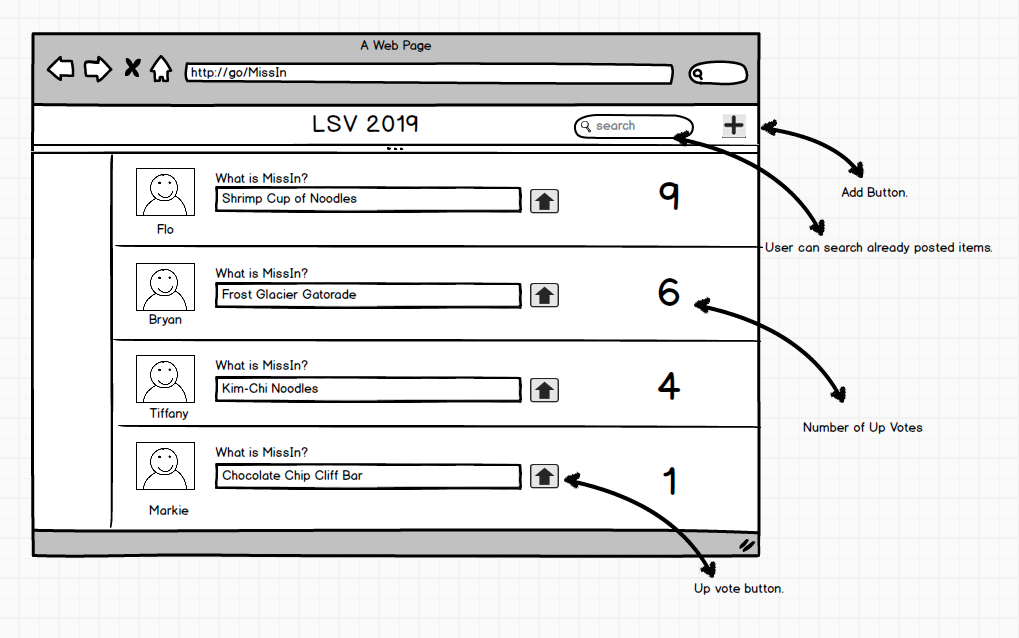 A Web Page
http://go/MissIn
LSV 2019
search
Add Button.
What is MissIn?
Shrimp Cup of Noodles
9
Flo
User can search already posted items.
What is MissIn?
Frost Glacier Gatorade
6
Bryan
What is MissIn?
Kim-Chi Noodles
4
Tiffany
Number of Up Votes
What is MissIn?
Chocolate Chip Cliff Bar
1
Markie
Up vote button.